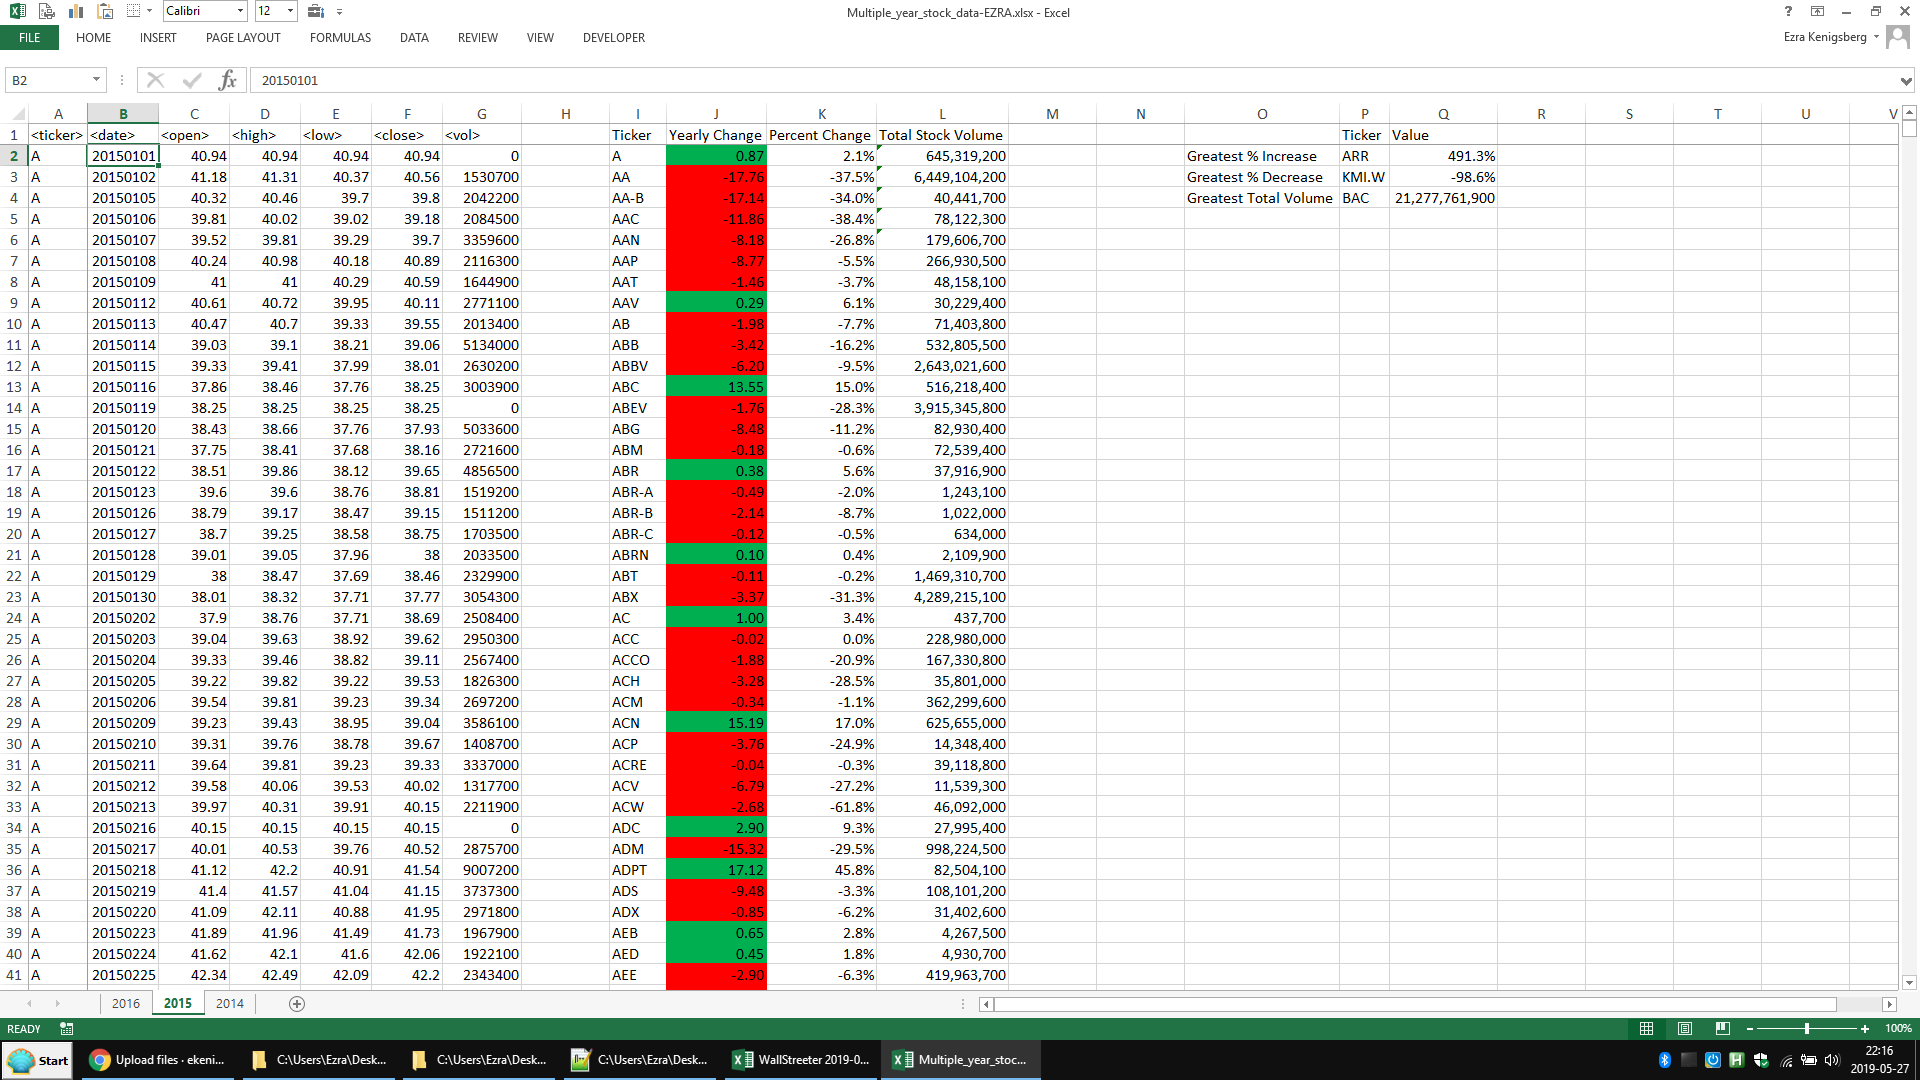 Calibri 12 Multiple_year_stock_data-EZRA.xlsx - Excel ?
FILE HOME INSERT PAGE LAYOUT FORMULAS DATA REVIEW VIEW DEVELOPER Ezra Kenigsberg
B2 fx 20150101
A B C D E F G H I J K L M N O P Q R S T U V
1 <ticker> <date> <open> <high> <low> <close> <vol> Ticker Yearly Change Percent Change Total Stock Volume Ticker Value
2 A 20150101 40.94 40.94 40.94 40.94 0 A 0.87 2.1% 645,319,200 Greatest % Increase ARR 491.3%
3 A 20150102 41.18 41.31 40.37 40.56 1530700 AA -17.76 -37.5% 6,449,104,200 Greatest % Decrease KMI.W -98.6%
4 A 20150105 40.32 40.46 39.7 39.8 2042200 AA-B -17.14 -34.0% 40,441,700 Greatest Total Volume BAC 21,277,761,900
5 A 20150106 39.81 40.02 39.02 39.18 2084500 AAC -11.86 -38.4% 78,122,300
6 A 20150107 39.52 39.81 39.29 39.7 3359600 AAN -8.18 -26.8% 179,606,700
7 A 20150108 40.24 40.98 40.18 40.89 2116300 AAP -8.77 -5.5% 266,930,500
8 A 20150109 41 41 40.29 40.59 1644900 AAT -1.46 -3.7% 48,158,100
9 A 20150112 40.61 40.72 39.95 40.11 2771100 AAV 0.29 6.1% 30,229,400
10 A 20150113 40.47 40.7 39.33 39.55 2013400 AB -1.98 -7.7% 71,403,800
11 A 20150114 39.03 39.1 38.21 39.06 5134000 ABB -3.42 -16.2% 532,805,500
12 A 20150115 39.33 39.41 37.99 38.01 2630200 ABBV -6.20 -9.5% 2,643,021,600
13 A 20150116 37.86 38.46 37.76 38.25 3003900 ABC 13.55 15.0% 516,218,400
14 A 20150119 38.25 38.25 38.25 38.25 0 ABEV -1.76 -28.3% 3,915,345,800
15 A 20150120 38.43 38.66 37.76 37.93 5033600 ABG -8.48 -11.2% 82,930,400
16 A 20150121 37.75 38.41 37.68 38.16 2721600 ABM -0.18 -0.6% 72,539,400
17 A 20150122 38.51 39.86 38.12 39.65 4856500 ABR 0.38 5.6% 37,916,900
18 A 20150123 39.6 39.6 38.76 38.81 1519200 ABR-A -0.49 -2.0% 1,243,100
19 A 20150126 38.79 39.17 38.47 39.15 1511200 ABR-B -2.14 -8.7% 1,022,000
20 A 20150127 38.7 39.25 38.58 38.75 1703500 ABR-C -0.12 -0.5% 634,000
21 A 20150128 39.01 39.05 37.96 38 2033500 ABRN 0.10 0.4% 2,109,900
22 A 20150129 38 38.47 37.69 38.46 2329900 ABT -0.11 -0.2% 1,469,310,700
23 A 20150130 38.01 38.32 37.71 37.77 3054300 ABX -3.37 -31.3% 4,289,215,100
24 A 20150202 37.9 38.76 37.71 38.69 2508400 AC 1.00 3.4% 437,700
25 A 20150203 39.04 39.63 38.92 39.62 2950300 ACC -0.02 0.0% 228,980,000
26 A 20150204 39.33 39.46 38.82 39.11 2567400 ACCO -1.88 -20.9% 167,330,800
27 A 20150205 39.22 39.82 39.22 39.53 1826300 ACH -3.28 -28.5% 35,801,000
28 A 20150206 39.54 39.81 39.23 39.34 2697200 ACM -0.34 -1.1% 362,299,600
29 A 20150209 39.23 39.43 38.95 39.04 3586100 ACN 15.19 17.0% 625,655,000
30 A 20150210 39.31 39.76 38.78 39.67 1408700 ACP -3.76 -24.9% 14,348,400
31 A 20150211 39.64 39.81 39.23 39.33 3337000 ACRE -0.04 -0.3% 39,118,800
32 A 20150212 39.58 40.06 39.53 40.02 1317700 ACV -6.79 -27.2% 11,539,300
33 A 20150213 39.97 40.31 39.91 40.15 2211900 ACW -2.68 -61.8% 46,092,000
34 A 20150216 40.15 40.15 40.15 40.15 0 ADC 2.90 9.3% 27,995,400
35 A 20150217 40.01 40.53 39.76 40.52 2875700 ADM -15.32 -29.5% 998,224,500
36 A 20150218 41.12 42.2 40.91 41.54 9007200 ADPT 17.12 45.8% 82,504,100
37 A 20150219 41.4 41.57 41.04 41.15 3737300 ADS -9.48 -3.3% 108,101,200
38 A 20150220 41.09 42.11 40.88 41.95 2971800 ADX -0.85 -6.2% 31,402,600
39 A 20150223 41.89 41.96 41.49 41.73 1967900 AEB 0.65 2.8% 4,267,500
40 A 20150224 41.62 42.1 41.6 42.06 1922100 AED 0.45 1.8% 4,930,700
41 A 20150225 42.34 42.49 42.09 42.2 2343400 AEE -2.90 -6.3% 419,963,700
2016 2015 2014
READY 100%
Start Upload files · ekeni... C:\Users\Ezra\Desk... C:\Users\Ezra\Desk... C:\Users\Ezra\Desk... WallStreeter 2019-0... Multiple_year_stoc... 22:16
2019-05-27